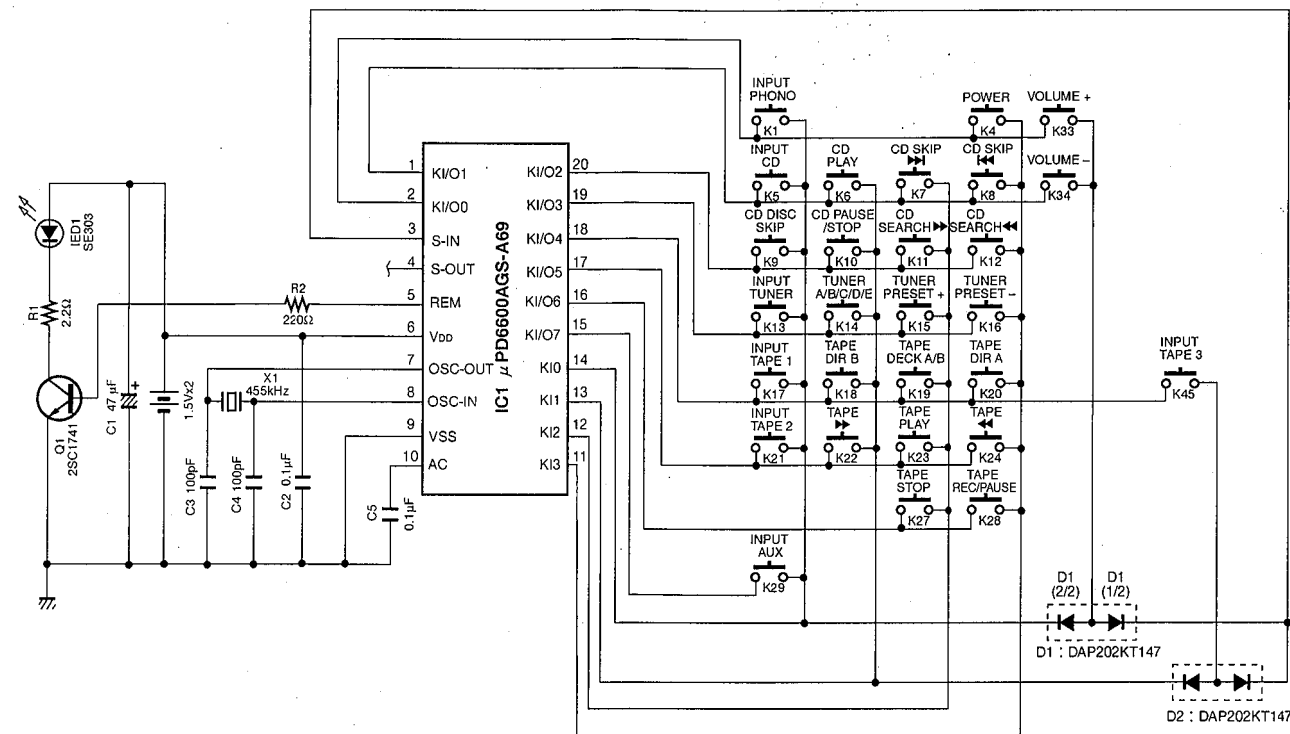 INPUT
PHONO
K1
POWER
K4
VOLUME +
K33
INPUT
CD
K5
CD
PLAY
K6
CD SKIP
K7
CD SKIP
K8
VOLUME –
K34
CD DISC
SKIP
K9
CD PAUSE
/STOP
K10
CD
SEARCH
K11
CD
SEARCH
K12
INPUT
TUNER
K13
TUNER
A/B/C/D/E
K14
TUNER
PRESET +
K15
TUNER
PRESET –
K16
INPUT
TAPE 1
K17
TAPE
DIR B
K18
TAPE
DECK A/B
K19
TAPE
DIR A
K20
INPUT
TAPE 3
K45
INPUT
TAPE 2
K21
TAPE
K22
TAPE
PLAY
K23
TAPE
K24
TAPE
STOP
K27
TAPE
REC/PAUSE
K28
INPUT
AUX
K29
1 KI/O1
2 KI/O0
3 S-IN
4 S-OUT
5 REM
6 VDD
7 OSC-OUT
8 OSC-IN
9 VSS
10 AC
IC1 μPD6600AGS-A69
KI/O2 20
KI/O3 19
KI/O4 18
KI/O5 17
KI/O6 16
KI/O7 15
KI0 14
KI1 13
KI2 12
KI3 11
IED1
SE303
R1
2.2Ω
Q1
2SC1741
C1 47 μF
+
1.5Vx2
R2
220Ω
X1
455kHz
C3 100pF
C4 100pF
C2 0.1μF
C5
0.1μF
D1
(2/2)
D1
(1/2)
D1 : DAP202KT147
D2 : DAP202KT147